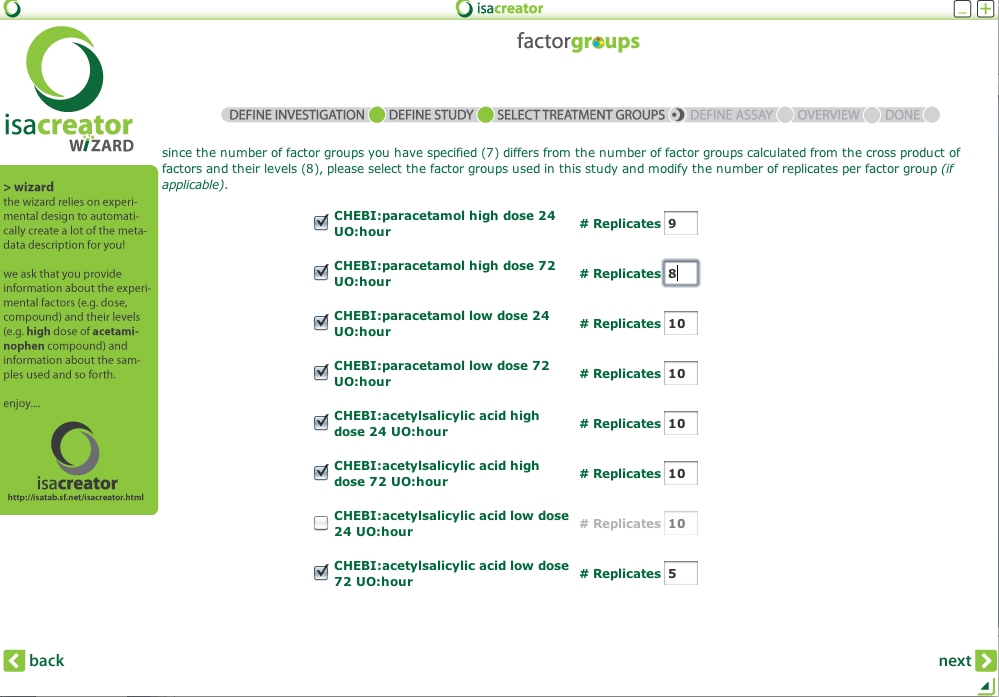 isacreator
factorgroups
isacreator
WiZARD
DEFINE INVESTIGATION DEFINE STUDY SELECT TREATMENT GROUPS DEFINE ASSAY OVERVIEW DONE
since the number of factor groups you have specified (7) differs from the number of factor groups calculated from the cross product of
factors and their levels (8), please select the factor groups used in this study and modify the number of replicates per factor group (if
applicable).
> wizard
the wizard relies on experi-
mental design to automati-
cally create a lot of the meta-
data description for you!
we ask that you provide
information about the experi-
mental factors (e.g. dose,
compound) and their levels
(e.g. high dose of acetami-
nophen compound) and
information about the sam-
ples used and so forth.
enjoy....
isacreator
http://isatab.sf.net/isacreator.html
CHEBI:paracetamol high dose 24
UO:hour
# Replicates 9
CHEBI:paracetamol high dose 72
UO:hour
# Replicates 8
CHEBI:paracetamol low dose 24
UO:hour
# Replicates 10
CHEBI:paracetamol low dose 72
UO:hour
# Replicates 10
CHEBI:acetylsalicylic acid high
dose 24 UO:hour
# Replicates 10
CHEBI:acetylsalicylic acid high
dose 72 UO:hour
# Replicates 10
CHEBI:acetylsalicylic acid low dose
24 UO:hour
# Replicates 10
CHEBI:acetylsalicylic acid low dose
72 UO:hour
# Replicates 5
back
next